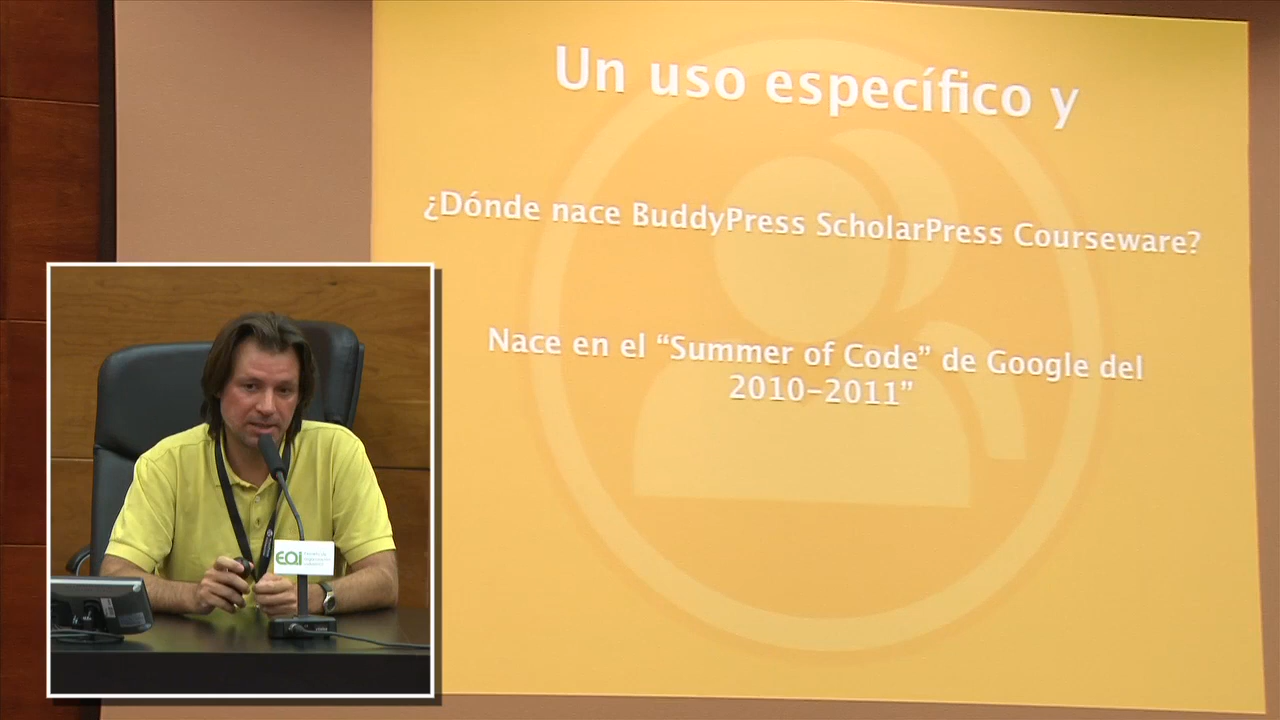 Un uso específico y
¿Dónde nace BuddyPress ScholarPress Courseware?
Nace en el “Summer of Code” de Google del
2010-2011”
EOi